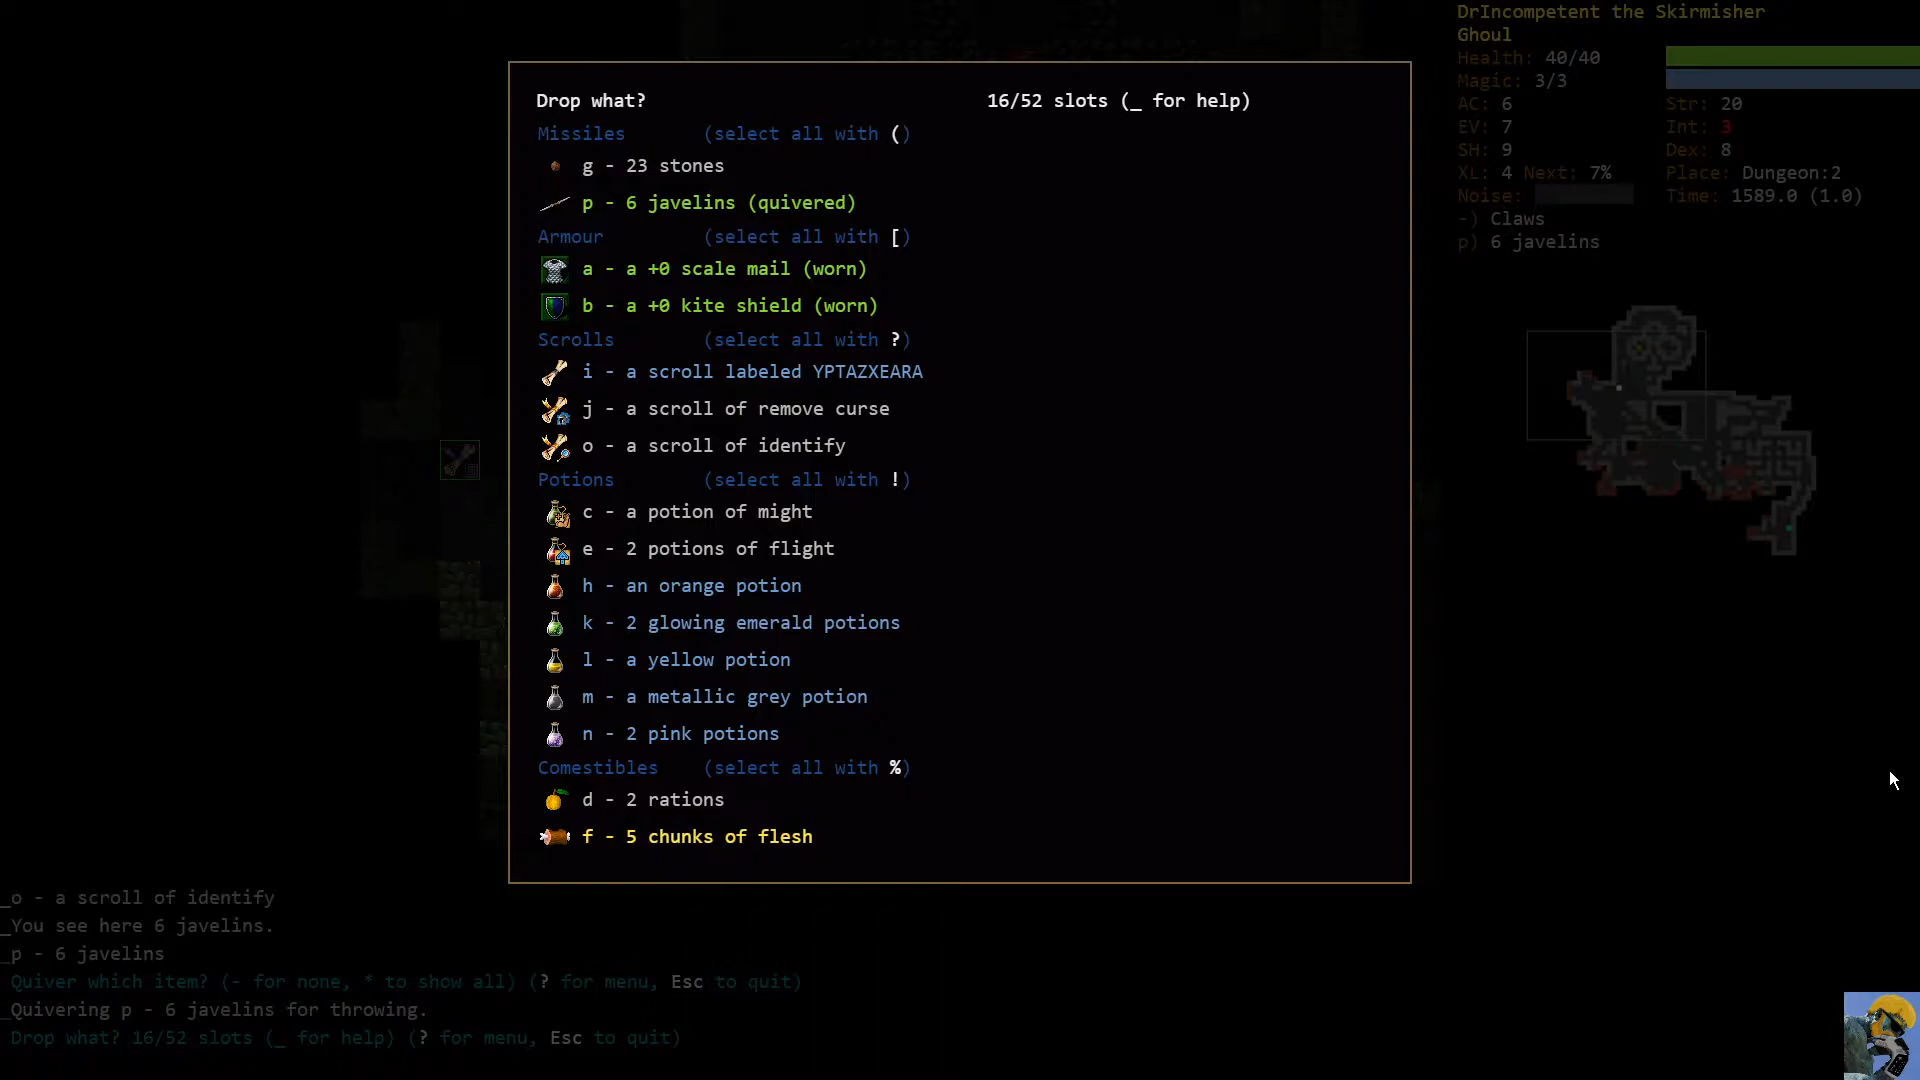 DrIncompetent the Skirmisher
Ghoul
Health: 40/40
Magic: 3/3
AC: 6 Str: 20
EV: 7 Int: 3
SH: 9 Dex: 8
XL: 4 Next: 7% Place: Dungeon:2
Noise: Time: 1589.0 (1.0)
-) Claws
p) 6 javelins
Drop what? 16/52 slots (_ for help)
Missiles (select all with ()
g - 23 stones
p - 6 javelins (quivered)
Armour (select all with [)
a - a +0 scale mail (worn)
b - a +0 kite shield (worn)
Scrolls (select all with ?)
i - a scroll labeled YPTAZXEARA
j - a scroll of remove curse
o - a scroll of identify
Potions (select all with !)
c - a potion of might
e - 2 potions of flight
h - an orange potion
k - 2 glowing emerald potions
l - a yellow potion
m - a metallic grey potion
n - 2 pink potions
Comestibles (select all with %)
d - 2 rations
f - 5 chunks of flesh
_o - a scroll of identify
_You see here 6 javelins.
_p - 6 javelins
Quiver which item? (- for none, * to show all) (? for menu, Esc to quit)
_Quivering p - 6 javelins for throwing.
Drop what? 16/52 slots (_ for help) (? for menu, Esc to quit)